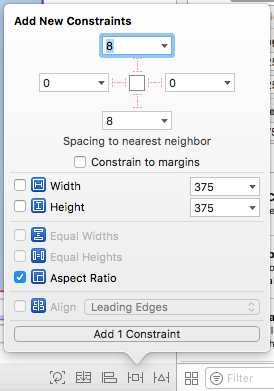 Add New Constraints
8
0 0
8
Spacing to nearest neighbor
Constrain to margins
Width 375
Height 375
Equal Widths
Equal Heights
Aspect Ratio
Align Leading Edges
Add 1 Constraint
Filter